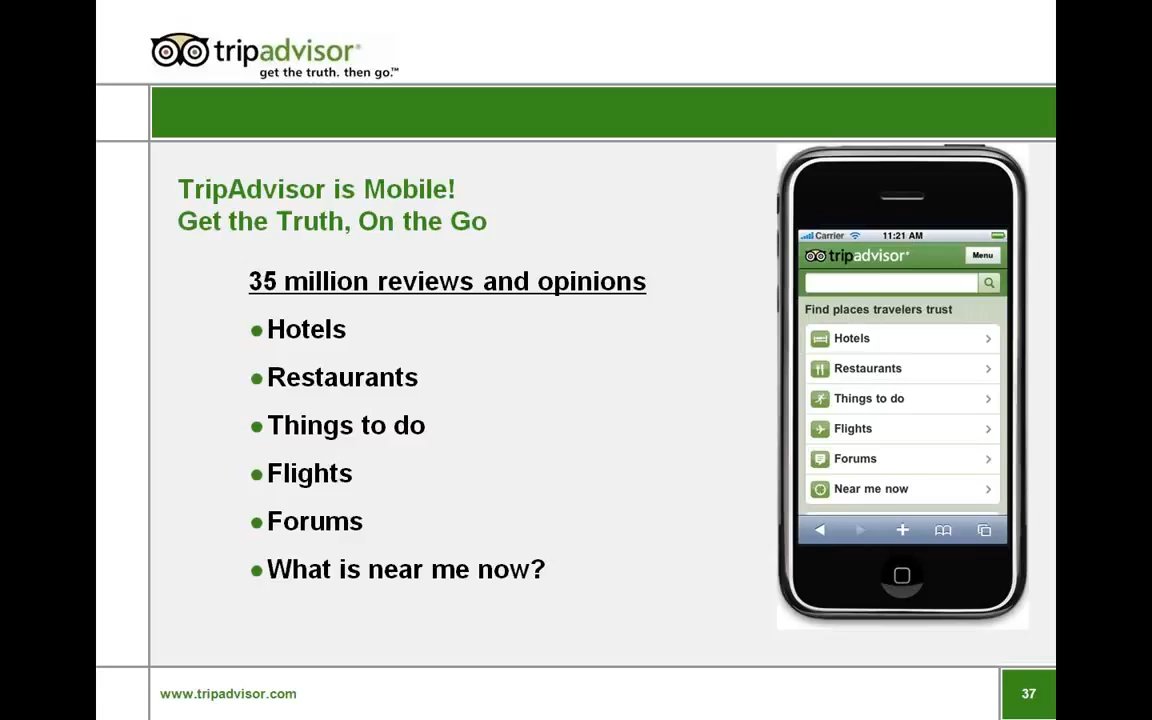 tripadvisor®
get the truth. then go.™
TripAdvisor is Mobile!
Get the Truth, On the Go
35 million reviews and opinions
Hotels
Restaurants
Things to do
Flights
Forums
What is near me now?
Carrier 11:21 AM
tripadvisor® Menu
Find places travelers trust
Hotels
Restaurants
Things to do
Flights
Forums
Near me now
www.tripadvisor.com
37